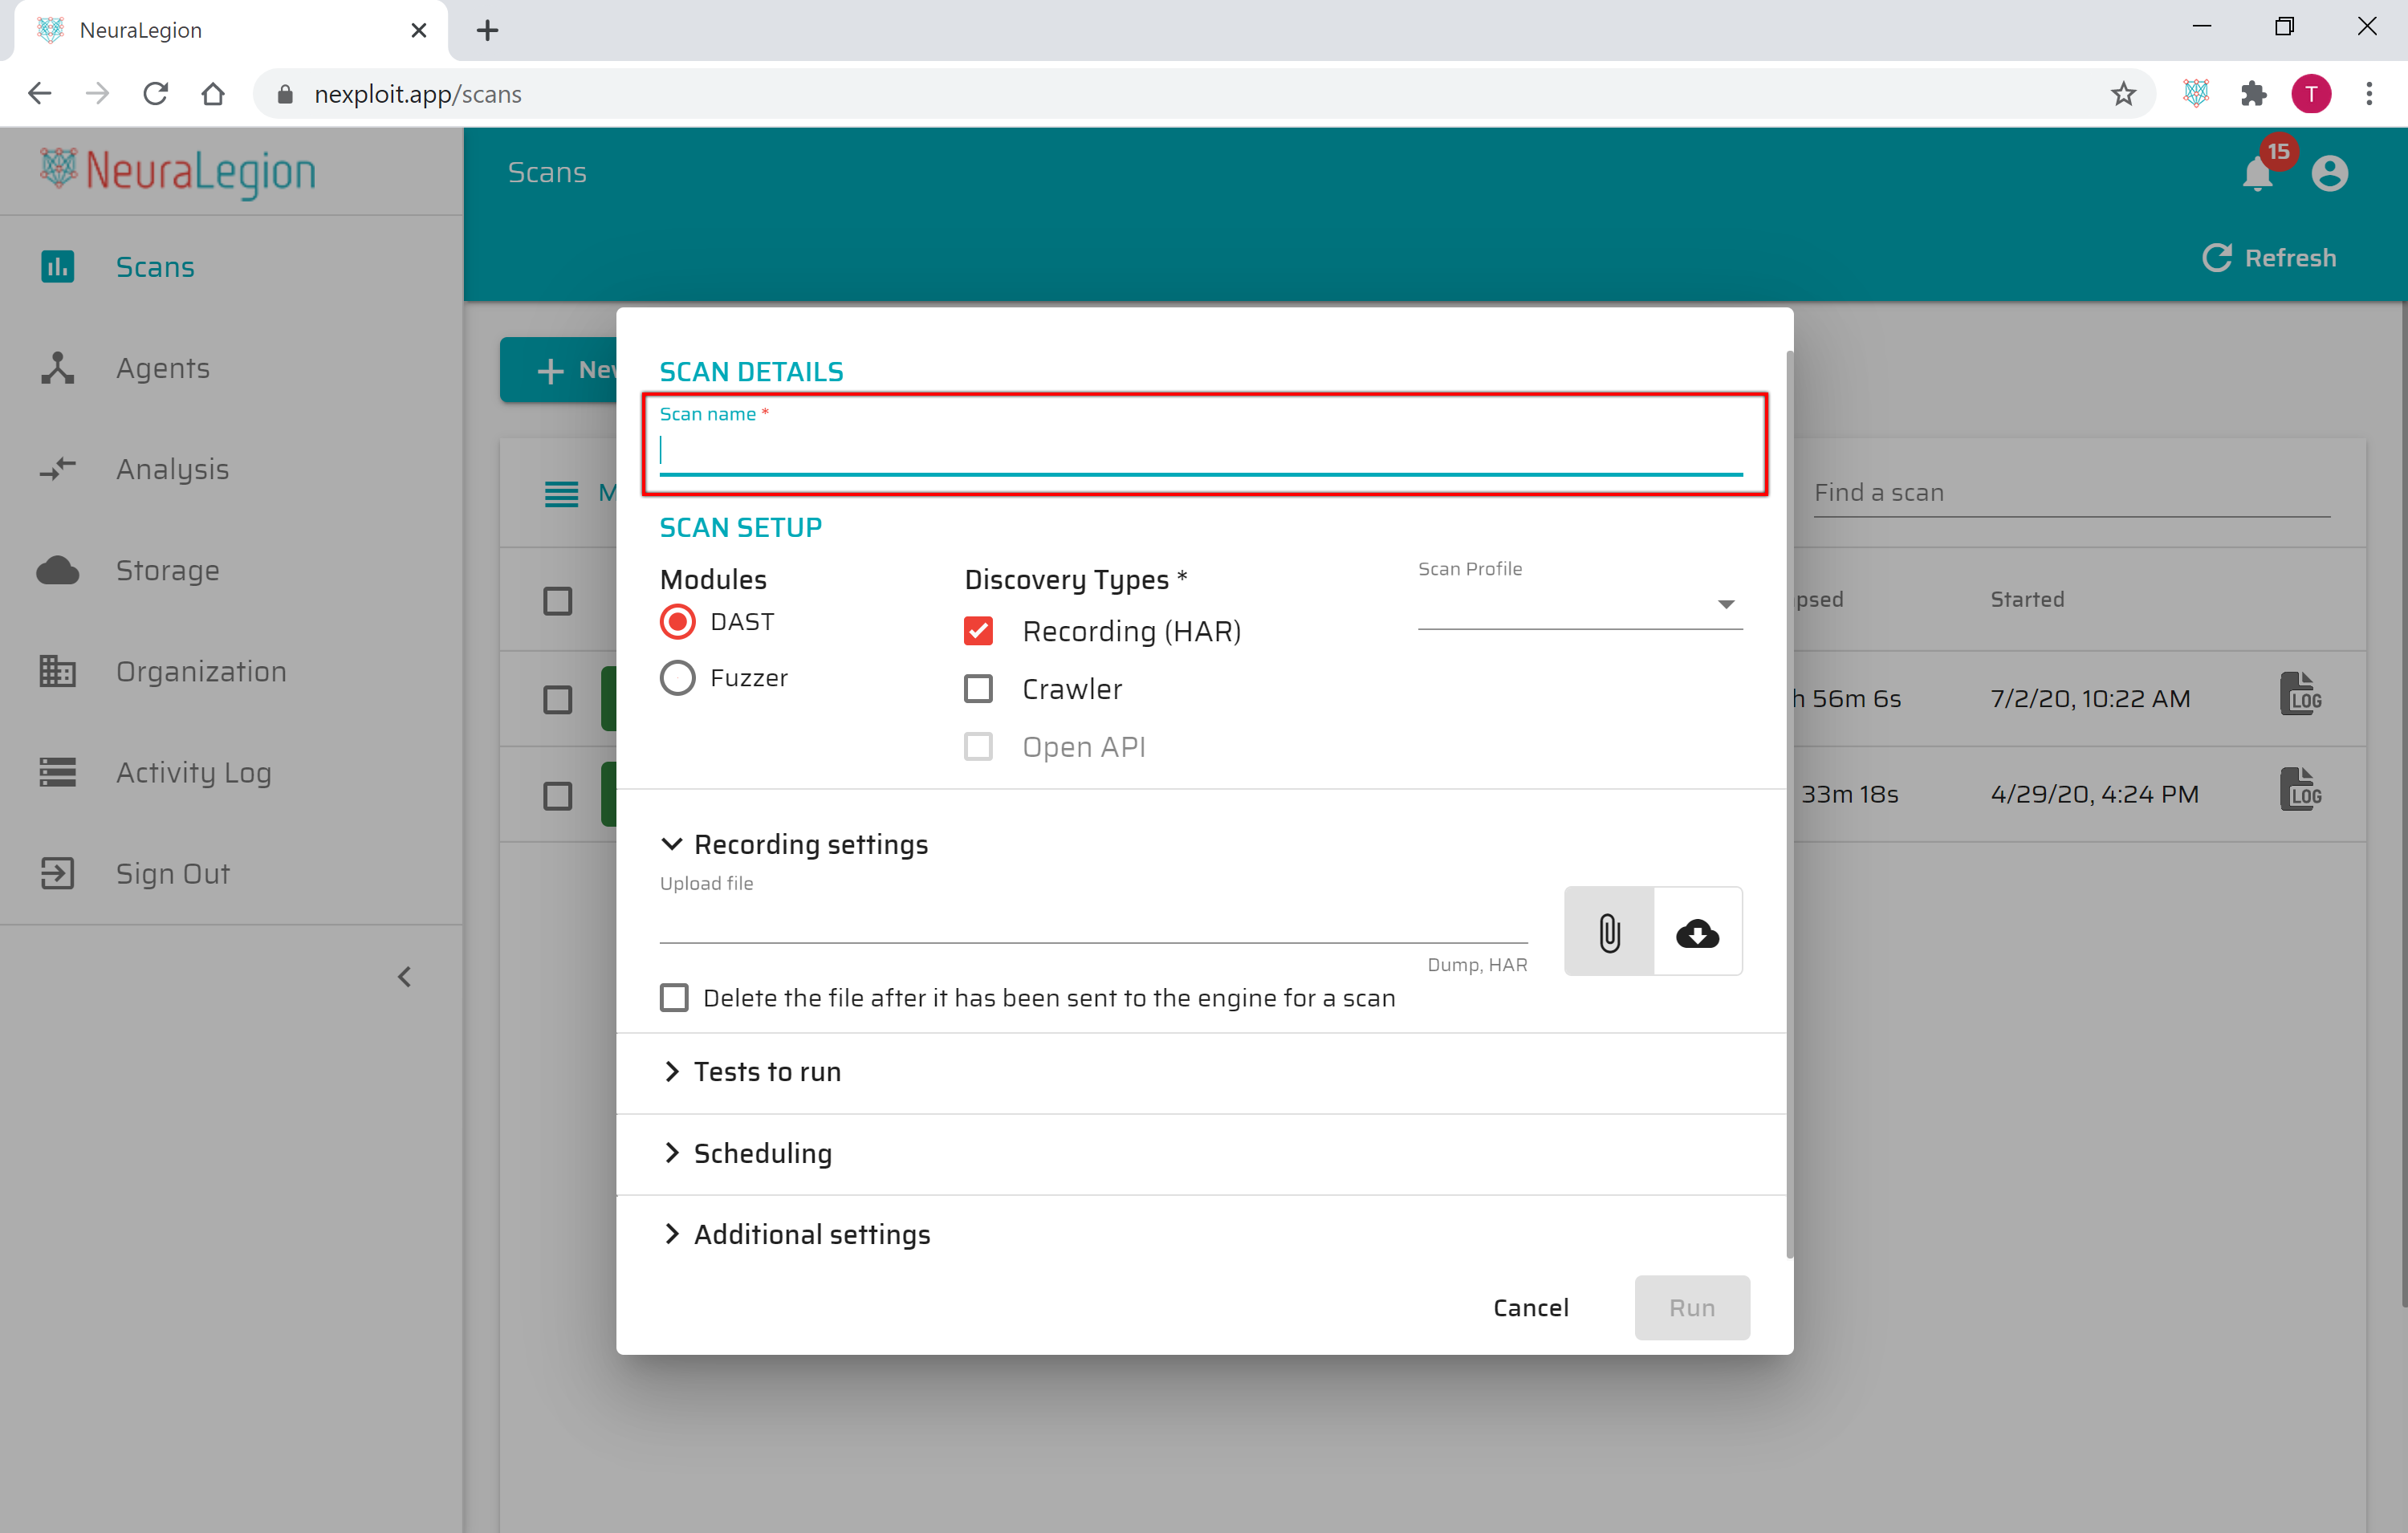 NeuraLegion
nexploit.app/scans
T
NeuraLegion
Scans
15
Refresh
Scans
Agents
Analysis
Storage
Organization
Activity Log
Sign Out
SCAN DETAILS
Scan name *
Find a scan
SCAN SETUP
Modules
Discovery Types *
Scan Profile
DAST
Recording (HAR)
Fuzzer
Crawler
Open API
Started
h 56m 6s
7/2/20, 10:22 AM
LOG
33m 18s
4/29/20, 4:24 PM
LOG
Recording settings
Upload file
Dump, HAR
Delete the file after it has been sent to the engine for a scan
Tests to run
Scheduling
Additional settings
Cancel
Run